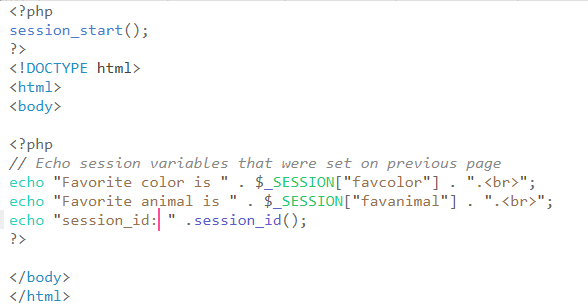 <?php
session_start();
?>
<!DOCTYPE html>
<html>
<body>

<?php
// Echo session variables that were set on previous page
echo "Favorite color is " . $_SESSION["favcolor"] . ".<br>";
echo "Favorite animal is " . $_SESSION["favanimal"] . ".<br>";
echo "session_id: " .session_id();
?>

</body>
</html>